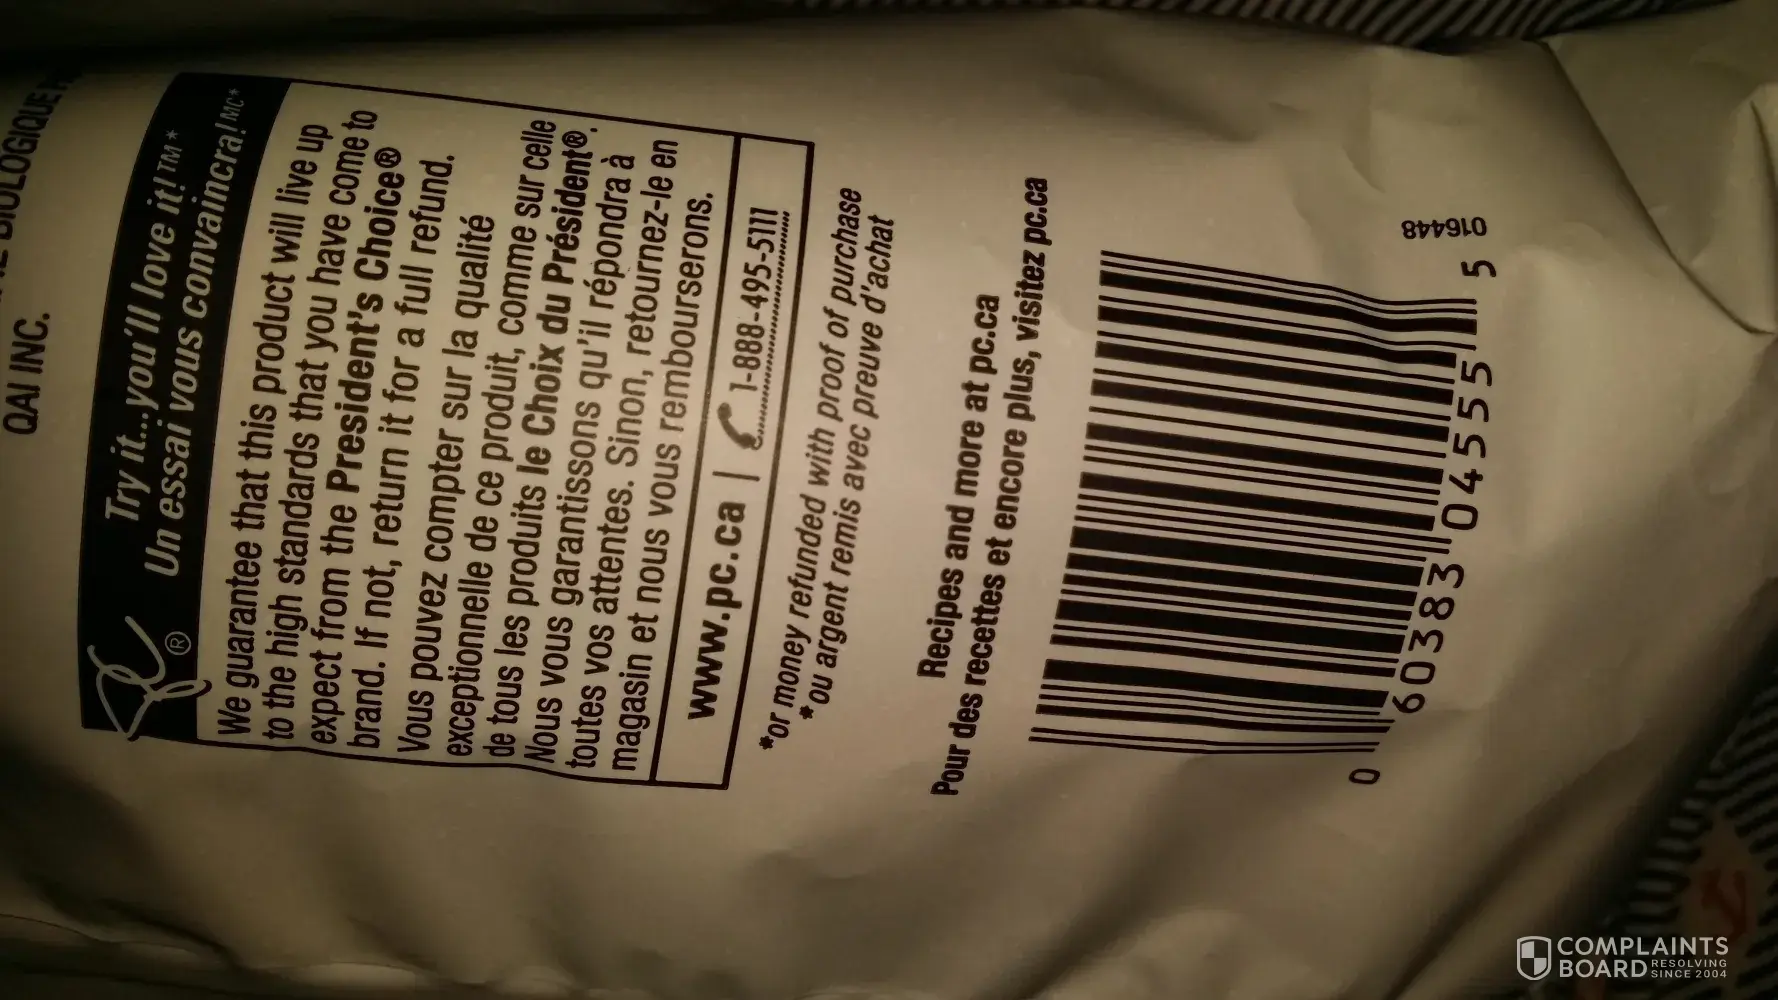 BIOLOGIQUE
QAI INC.
Try it...you'll love it!™*
Un essai vous convaincra!MC*
®
We guarantee that this product will live up
to the high standards that you have come to
expect from the President's Choice®
brand. If not, return it for a full refund.
Vous pouvez compter sur la qualité
exceptionnelle de ce produit, comme sur celle
de tous les produits le Choix du Président®.
Nous vous garantissons qu'il répondra à
toutes vos attentes. Sinon, retournez-le en
magasin et nous vous rembourserons.
www.pc.ca | 1-888-495-5111
*or money refunded with proof of purchase
*ou argent remis avec preuve d'achat
Recipes and more at pc.ca
Pour des recettes et encore plus, visitez pc.ca
0 60383 04555 5
016448
COMPLAINTS
BOARD RESOLVING
SINCE 2004